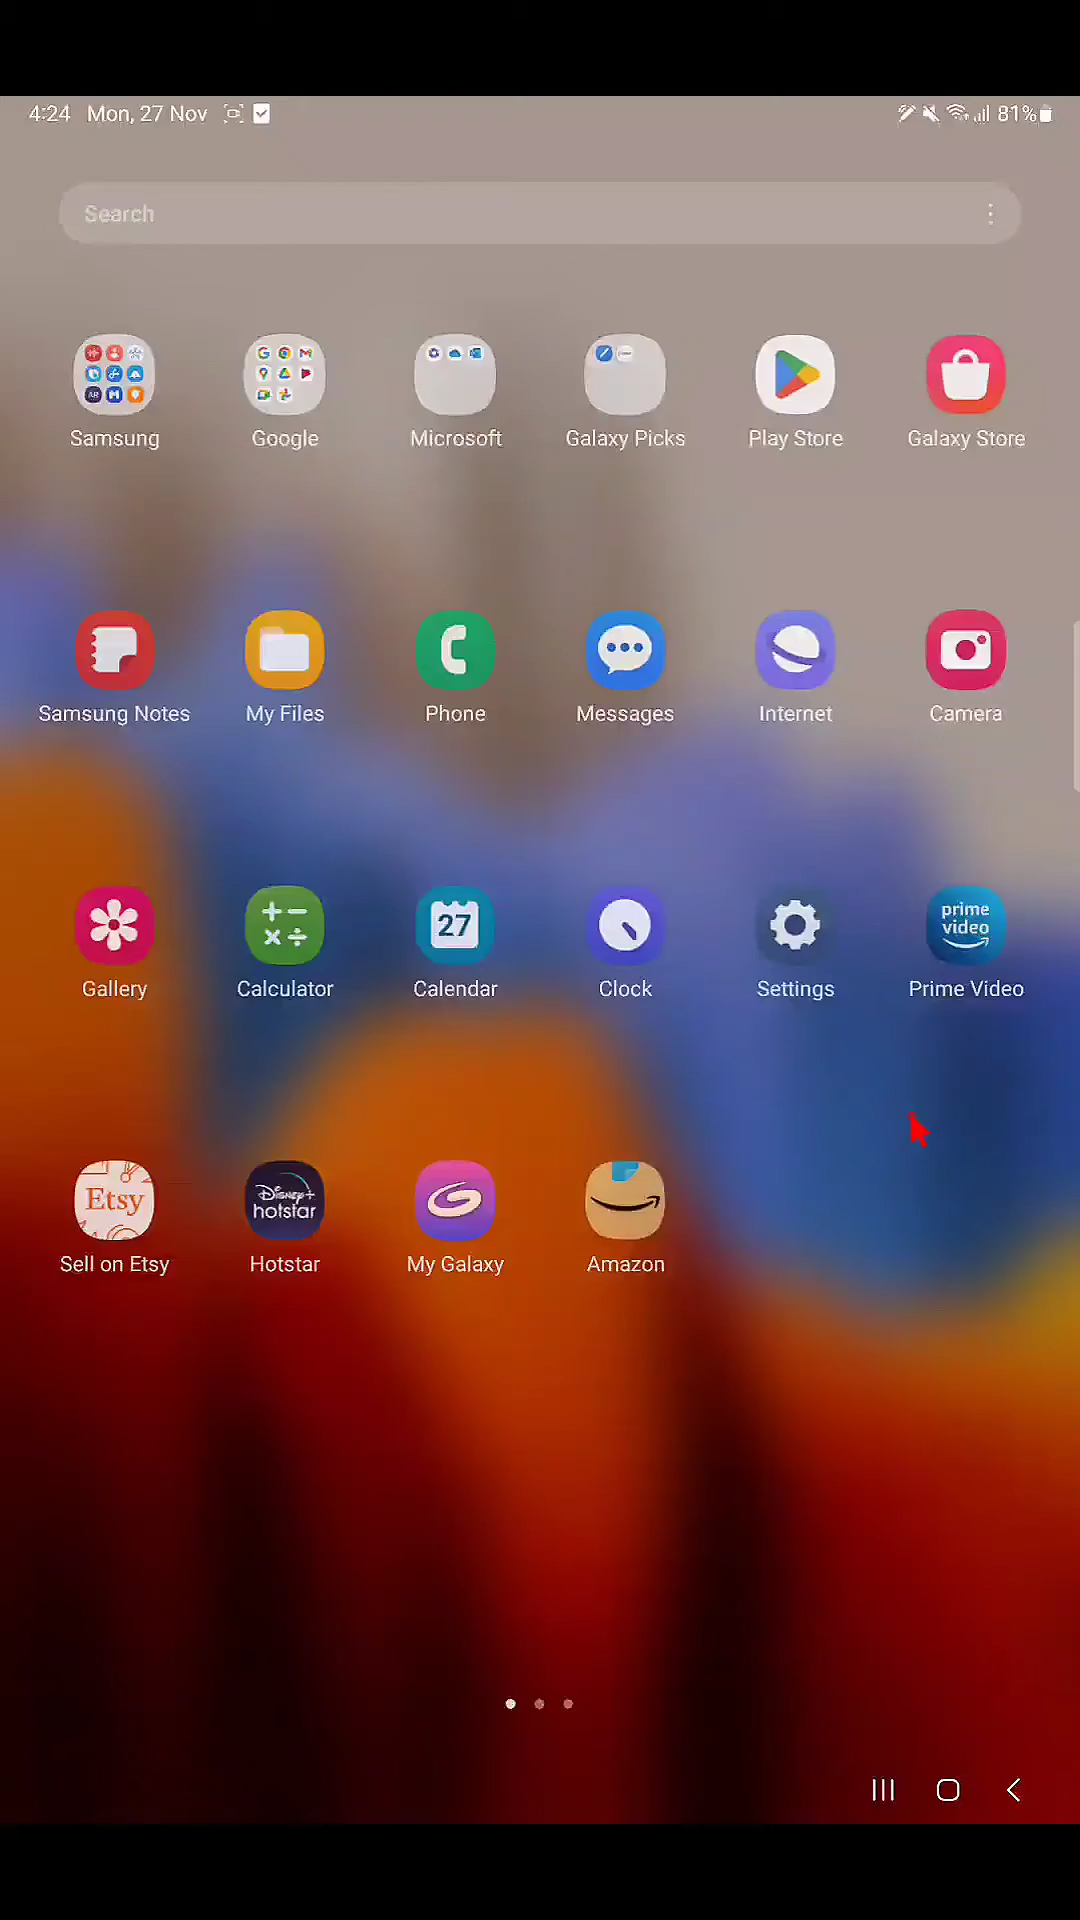 4:24 Mon, 27 Nov 81%
Search
Samsung Google Microsoft Galaxy Picks Play Store Galaxy Store
Samsung Notes My Files Phone Messages Internet Camera
27
prime video
Gallery Calculator Calendar Clock Settings Prime Video
Etsy
Disney+ hotstar
Sell on Etsy Hotstar My Galaxy Amazon